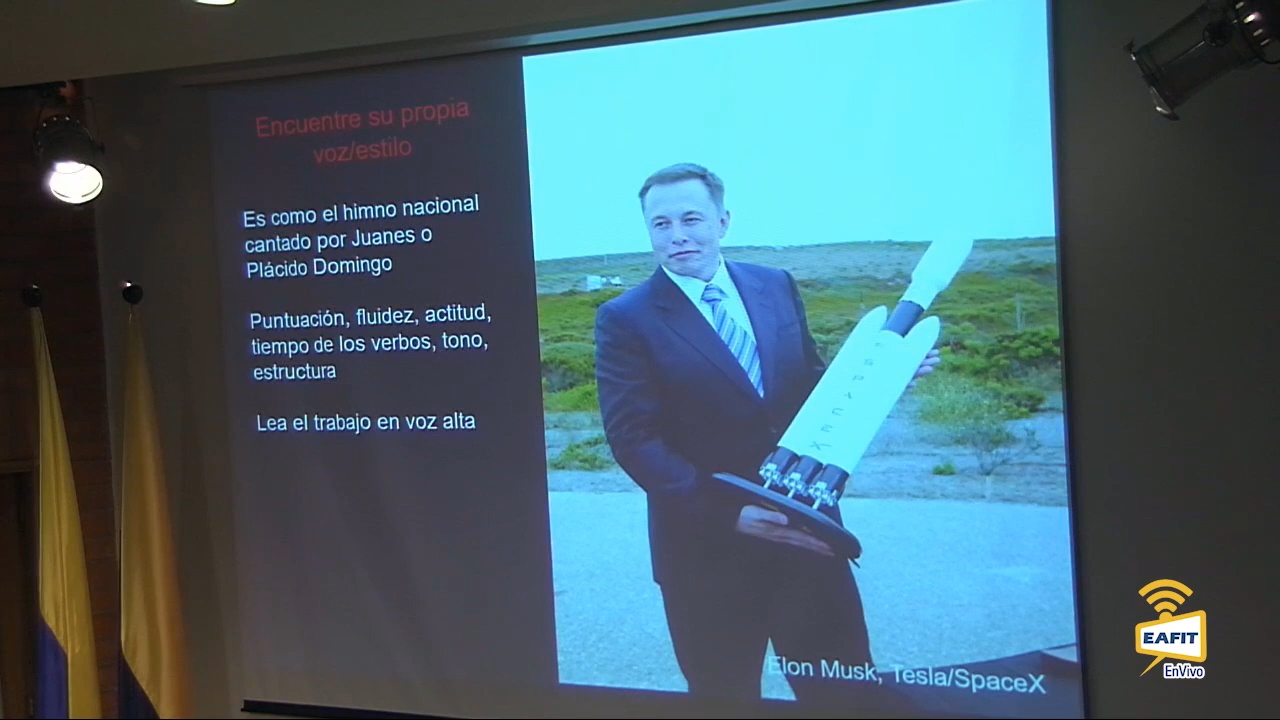 Encuentre su propia
voz/estilo
Es como el himno nacional
cantado por Juanes o
Plácido Domingo
Puntuación, fluidez, actitud,
tiempo de los verbos, tono,
estructura
Lea el trabajo en voz alta
SPACEX
Elon Musk, Tesla/SpaceX
EAFIT
EnVivo